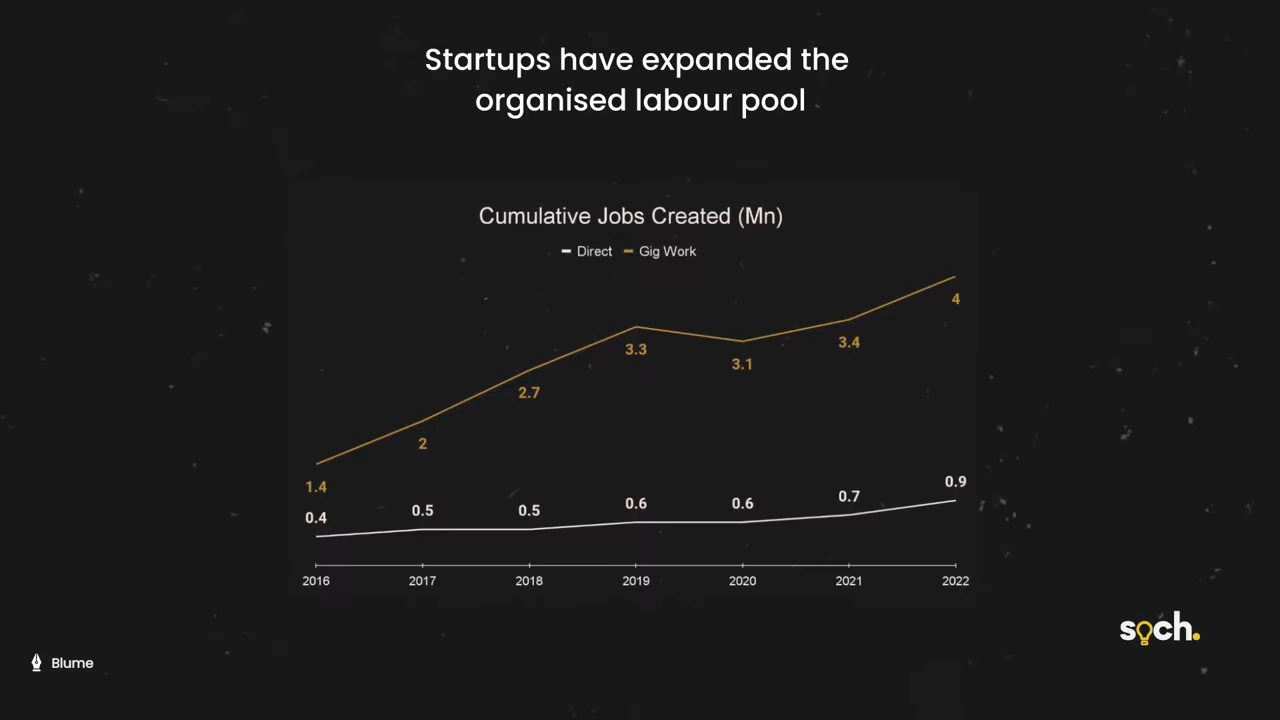 Startups have expanded the
organised labour pool
Cumulative Jobs Created (Mn)
Direct Gig Work
4
3.3
3.4
3.1
2.7
2
1.4
0.9
0.4 0.5 0.5 0.6 0.6 0.7
2016 2017 2018 2019 2020 2021 2022
soch.
Blume